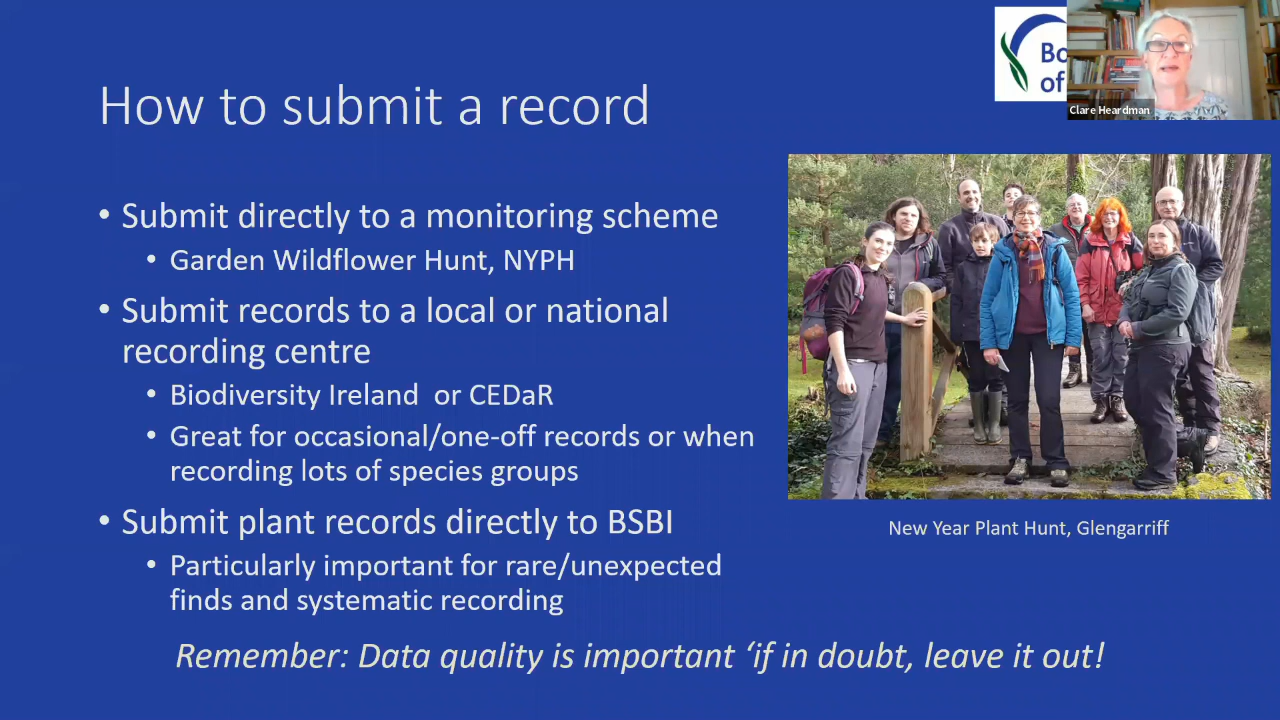 How to submit a record
Bo
of
Clare Heardman
• Submit directly to a monitoring scheme
• Garden Wildflower Hunt, NYPH
• Submit records to a local or national
recording centre
• Biodiversity Ireland or CEDaR
• Great for occasional/one-off records or when
recording lots of species groups
• Submit plant records directly to BSBI
• Particularly important for rare/unexpected
finds and systematic recording
New Year Plant Hunt, Glengarriff
Remember: Data quality is important ‘if in doubt, leave it out!